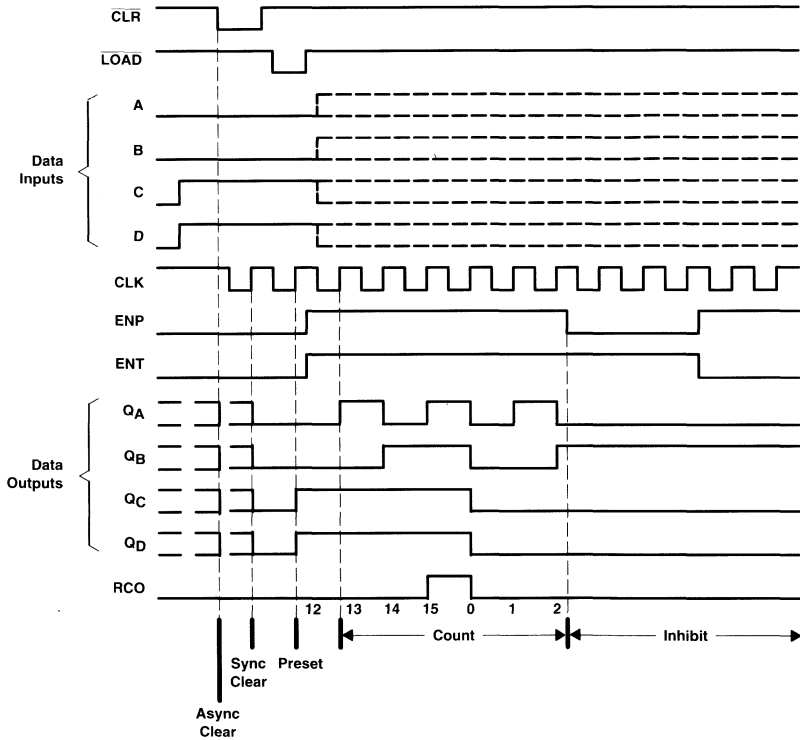 CLR
LOAD
A
B
Data
Inputs
C
D
CLK
ENP
ENT
QA
QB
Data
Outputs
QC
QD
RCO
12 13 14 15 0 1 2
Count
Inhibit
Sync
Clear
Preset
Async
Clear